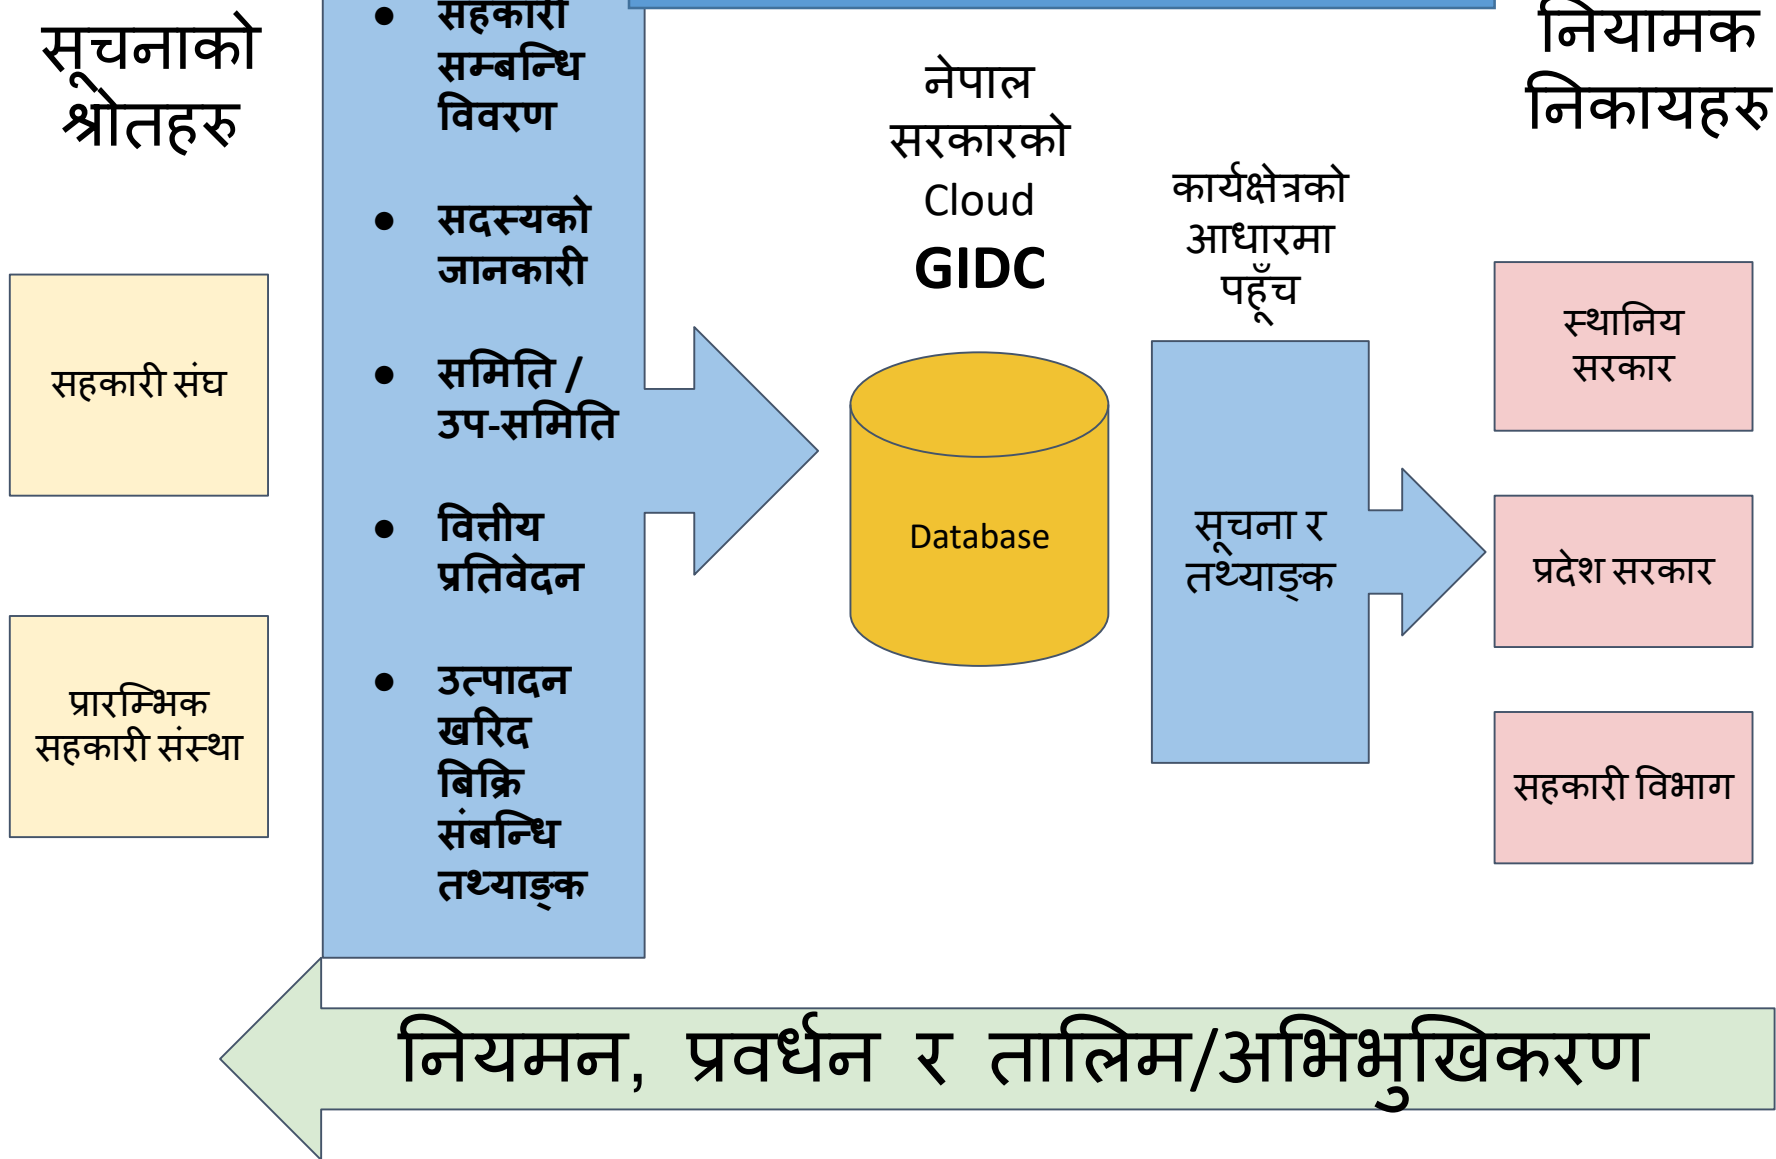 सूचनाको
श्रोतहरु
सहकारी संघ
प्रारम्भिक
सहकारी संस्था
● सहकारी
सम्बन्धि
विवरण
● सदस्यको
जानकारी
● समिति /
उप-समिति
● वित्तीय
प्रतिवेदन
● उत्पादन
खरिद
बिक्रि
संबन्धि
तथ्याङ्क
नेपाल
सरकारको
Cloud
GIDC
Database
कार्यक्षेत्रको
आधारमा
पहूँच
सूचना र
तथ्याङ्क
नियामक
निकायहरु
स्थानिय
सरकार
प्रदेश सरकार
सहकारी विभाग
नियमन, प्रवर्धन र तालिम/अभिभुखिकरण